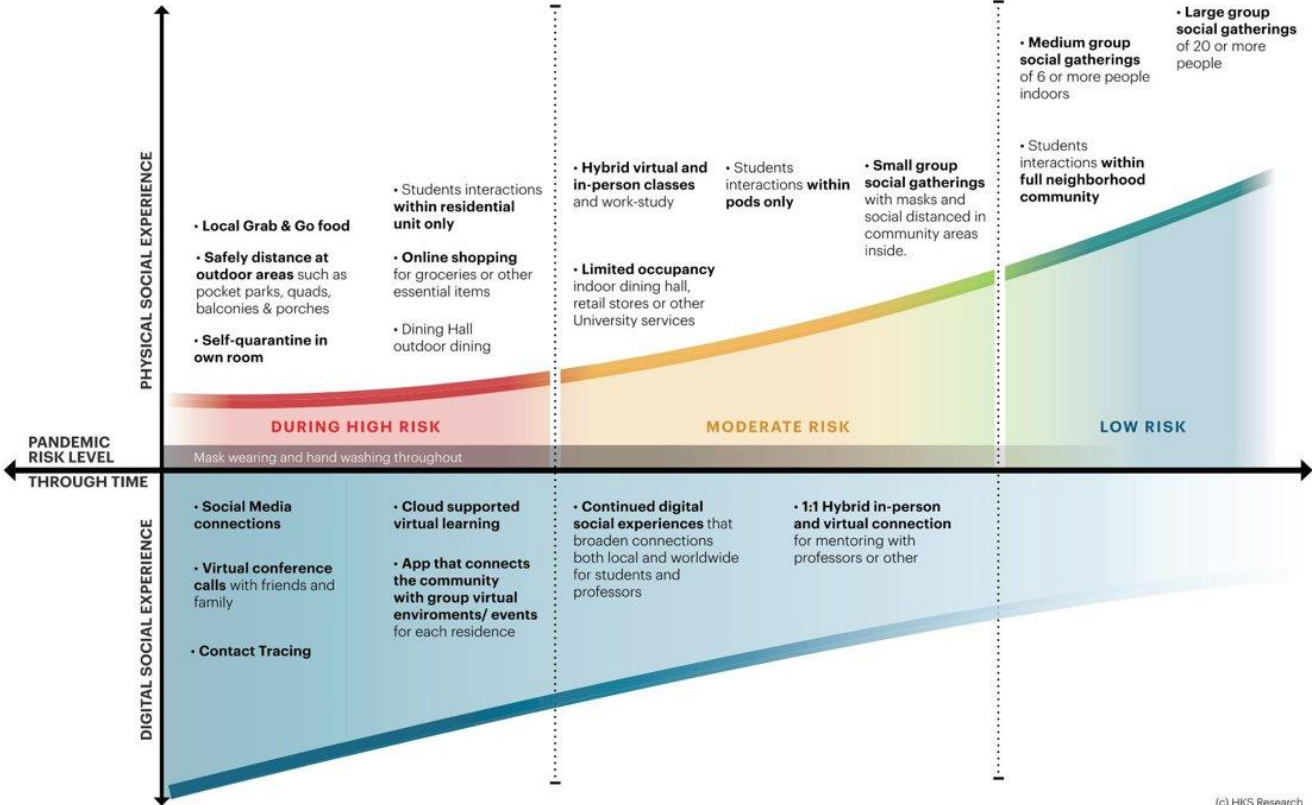 • Large group
social gatherings
of 20 or more
people
• Medium group
social gatherings
of 6 or more people
indoors
• Students
interactions within
full neighborhood
community
PHYSICAL SOCIAL EXPERIENCE
• Local Grab & Go food
• Safely distance at
outdoor areas such as
pocket parks, quads,
balconies & porches
• Self-quarantine in
own room
• Students interactions
within residential
unit only
• Online shopping
for groceries or other
essential items
• Dining Hall
outdoor dining
• Hybrid virtual and
in-person classes
and work-study
• Limited occupancy
indoor dining hall,
retail stores or other
University services
• Students
interactions within
pods only
• Small group
social gatherings
with masks and
social distanced in
community areas
inside.
DURING HIGH RISK
MODERATE RISK
LOW RISK
PANDEMIC
RISK LEVEL
THROUGH TIME
Mask wearing and hand washing throughout
DIGITAL SOCIAL EXPERIENCE
• Social Media
connections
• Virtual conference
calls with friends and
family
• Contact Tracing
• Cloud supported
virtual learning
• App that connects
the community
with group virtual
enviroments/ events
for each residence
• Continued digital
social experiences that
broaden connections
both local and worldwide
for students and
professors
• 1:1 Hybrid in-person
and virtual connection
for mentoring with
professors or other
(c) HKS Research